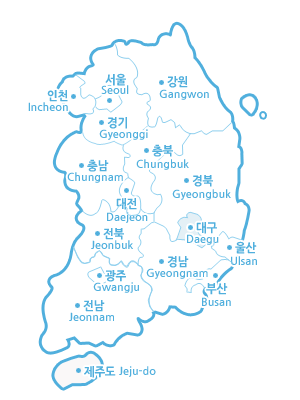 서울
Seoul
강원
Gangwon
인천
Incheon
경기
Gyeonggi
충북
Chungbuk
충남
Chungnam
경북
Gyeongbuk
대전
Daejeon
대구
Daegu
전북
Jeonbuk
울산
Ulsan
경남
Gyeongnam
광주
Gwangju
부산
Busan
전남
Jeonnam
제주도 Jeju-do